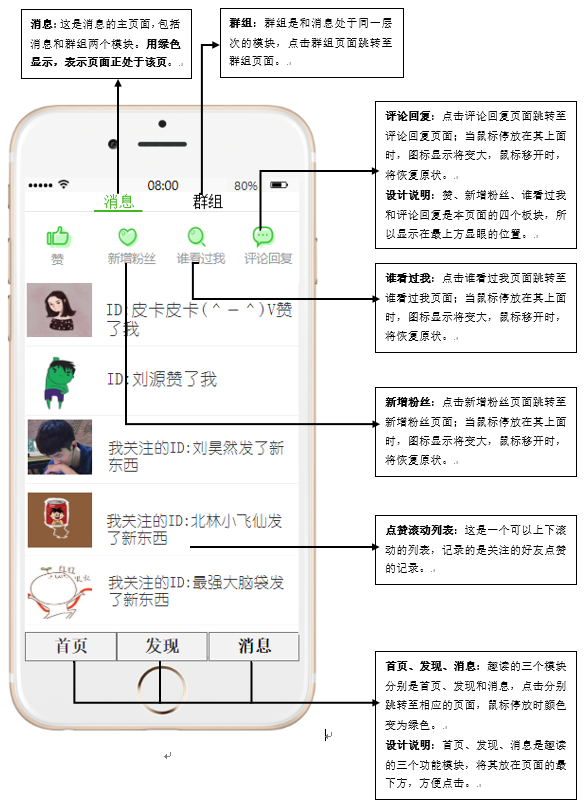 消息：这是消息的主页面，包括
消息和群组两个模块。用绿色
显示，表示页面正处于该页。
群组：群组是和消息处于同一层
次的模块，点击群组页面跳转至
群组页面。
评论回复：点击评论回复页面跳转至
评论回复页面；当鼠标停放在其上面
时，图标显示将变大，鼠标移开时，
将恢复原状。
设计说明：赞、新增粉丝、谁看过我
和评论回复是本页面的四个板块，所
以显示在最上方显眼的位置。
08:00
80%
消息
群组
赞
新增粉丝
谁看过我
评论回复
谁看过我：点击谁看过我页面跳转至
谁看过我页面；当鼠标停放在其上面
时，图标显示将变大，鼠标移开时，
将恢复原状。
ID:皮卡皮卡(＾－＾)V赞
了我
ID:刘源赞了我
新增粉丝：点击新增粉丝页面跳转至
新增粉丝页面；当鼠标停放在其上面
时，图标显示将变大，鼠标移开时，
将恢复原状。
我关注的ID:刘昊然发了新
东西
我关注的ID:北林小飞仙发
了新东西
点赞滚动列表：这是一个可以上下滚
动的列表，记录的是关注的好友点赞
的记录。
我关注的ID:最强大脑袋发
了新东西
首页
发现
消息
首页、发现、消息：趣读的三个模块
分别是首页、发现和消息，点击分别
跳转至相应的页面，鼠标停放时颜色
变为绿色。
设计说明：首页、发现、消息是趣读
的三个功能模块，将其放在页面的最
下方，方便点击。